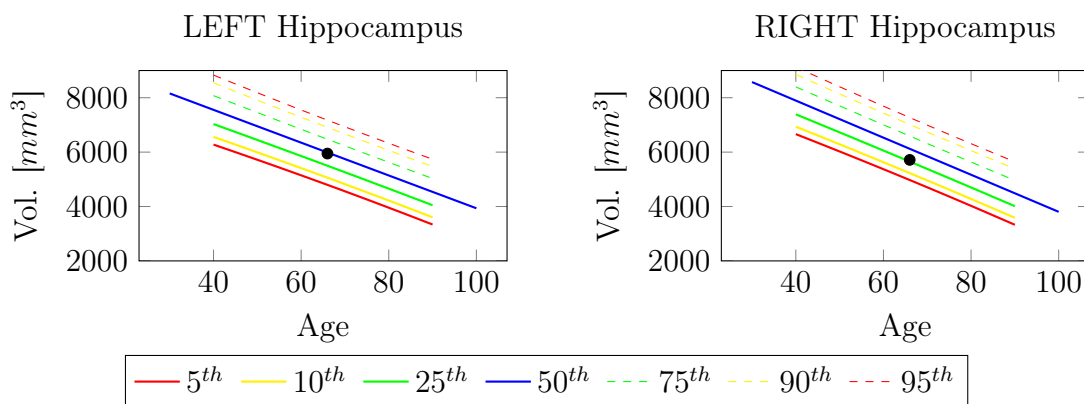 LEFT Hippocampus
Vol. [mm³]
8000
6000
4000
2000
40 60 80 100
Age
RIGHT Hippocampus
Vol. [mm³]
8000
6000
4000
2000
40 60 80 100
Age
5th 10th 25th 50th 75th 90th 95th